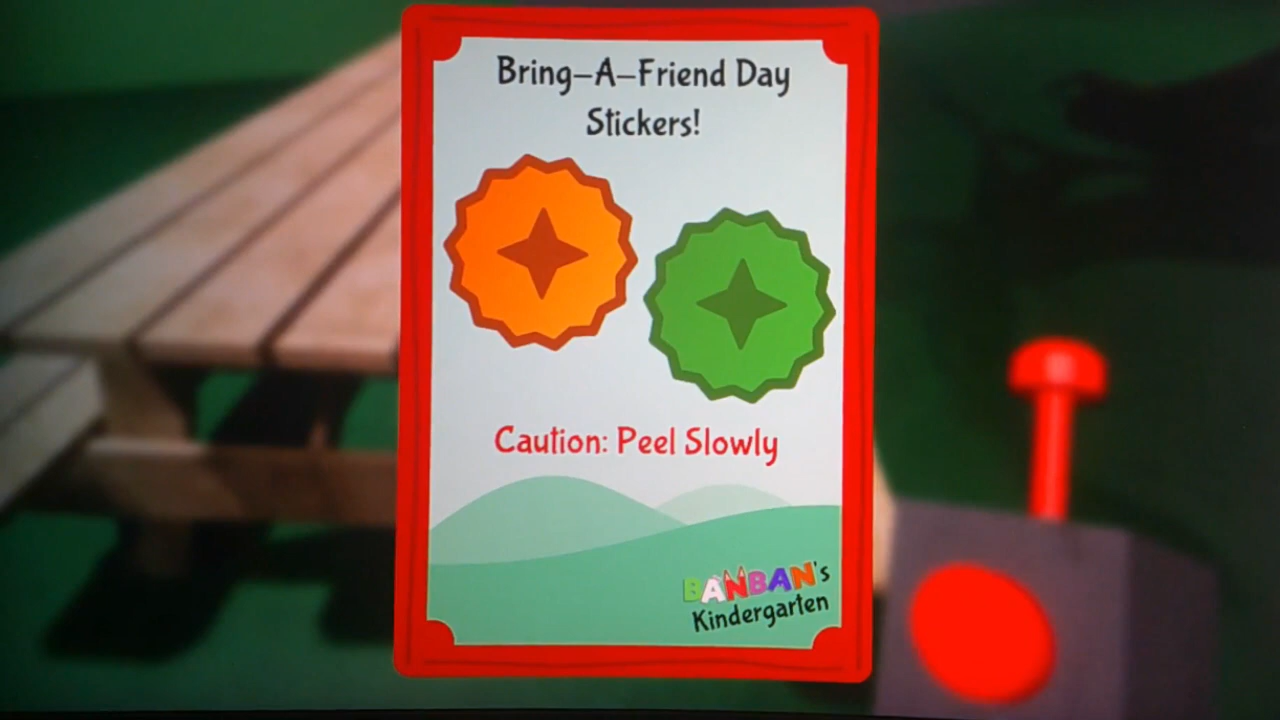 Bring-A-Friend Day
Stickers!
Caution: Peel Slowly
BANBAN's
Kindergarten